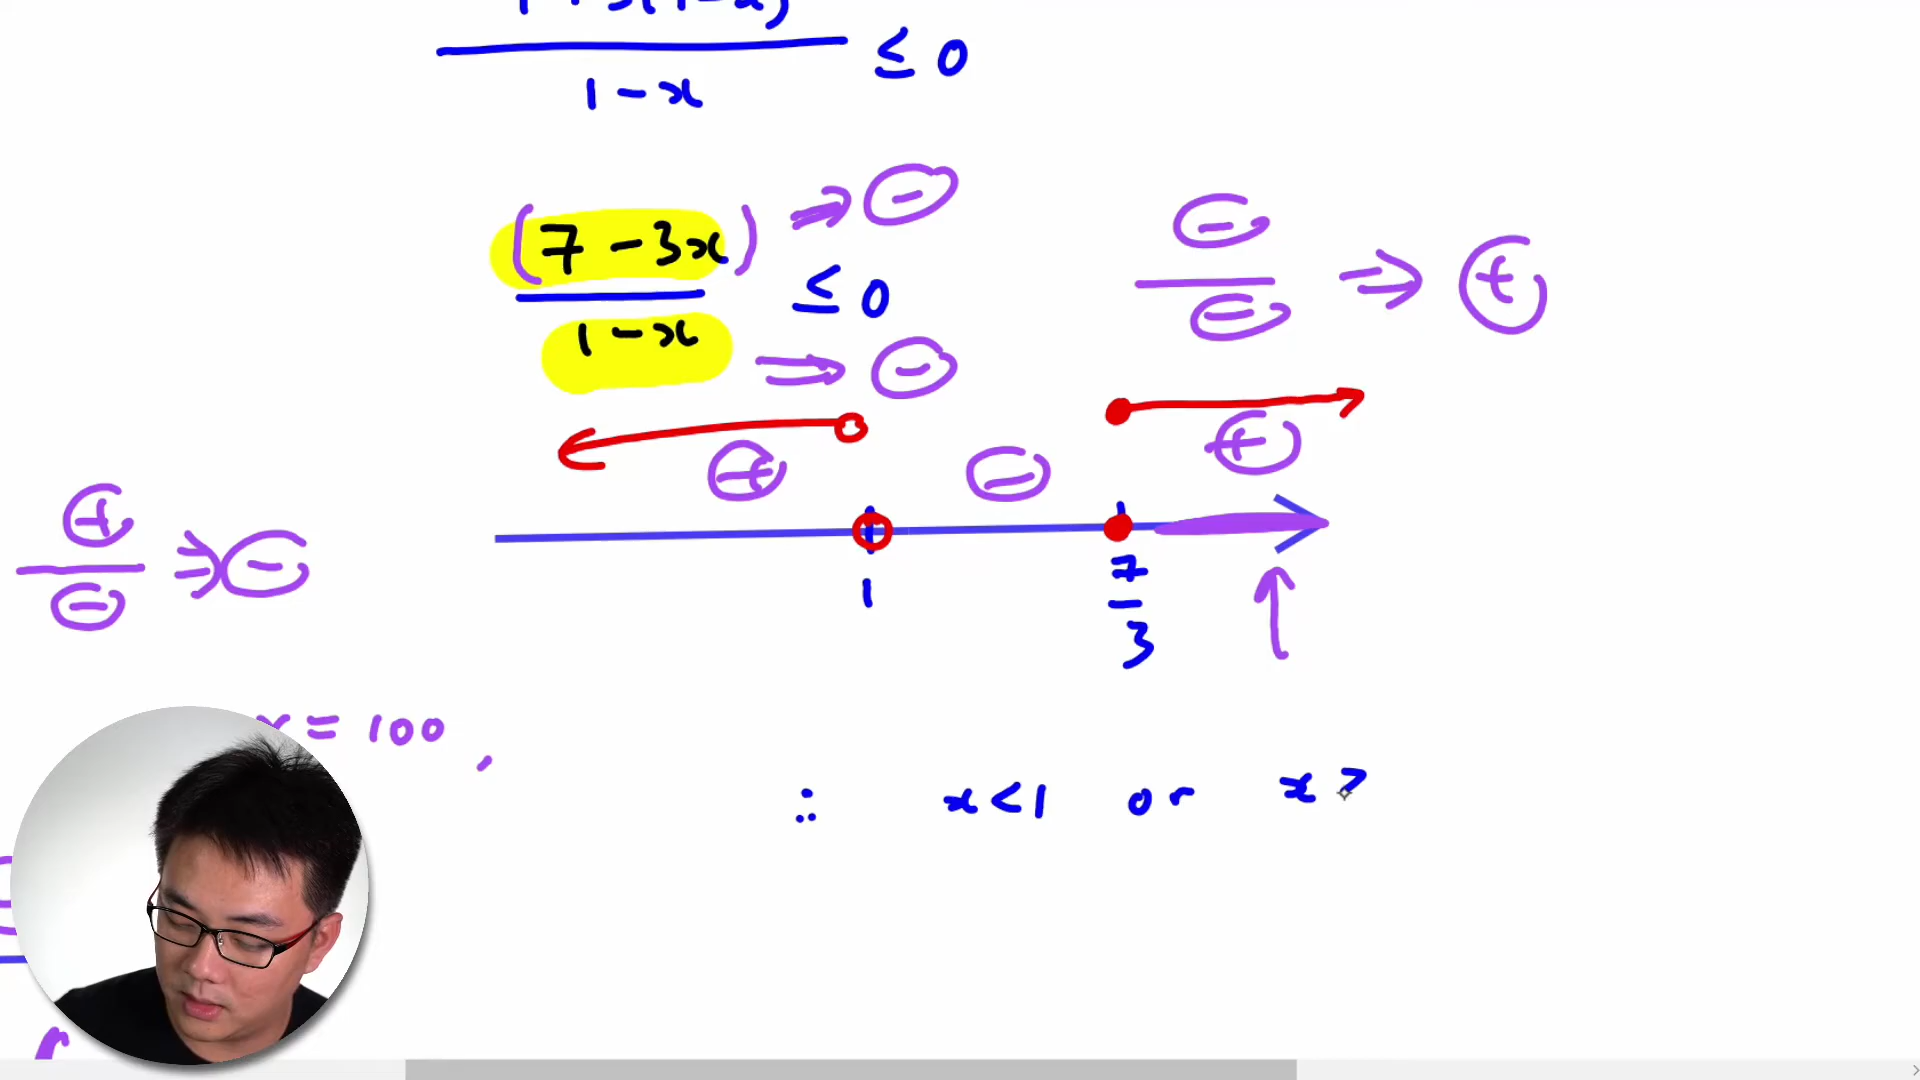 ≤ 0
1 - x
(7 - 3x) ⇒ -
≤ 0
1 - x ⇒ -
- / - ⇒ +
+ - +
+ / - ⇒ -
1 7/3
x = 100 ,
∴ x < 1 or x >